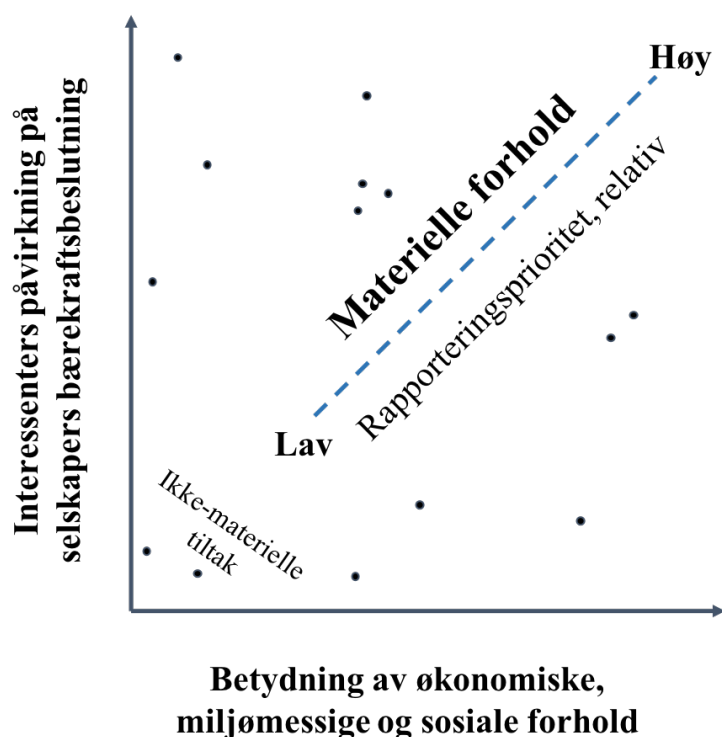 Interessenters påvirkning på
selskapers bærekraftsbeslutning
Høy
Materielle forhold
Rapporteringsprioritet, relativ
Lav
Ikke-materielle
tiltak
Betydning av økonomiske,
miljømessige og sosiale forhold